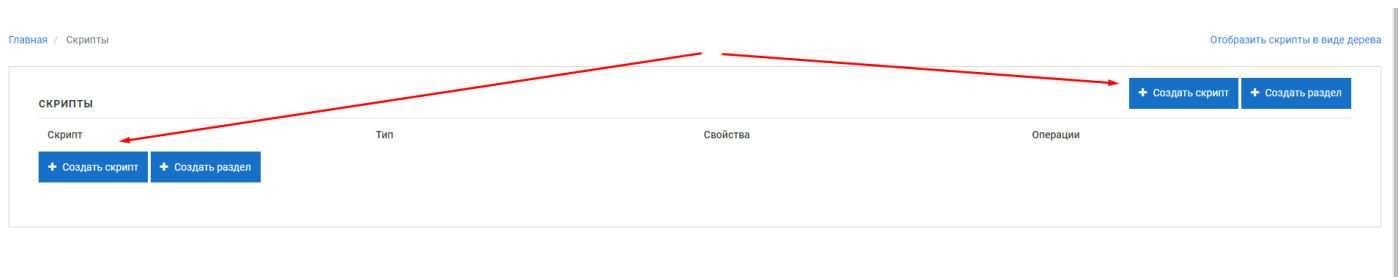 Главная / Скрипты
Отобразить скрипты в виде дерева
+ Создать скрипт + Создать раздел
СКРИПТЫ
Скрипт Тип Свойства Операции
+ Создать скрипт + Создать раздел